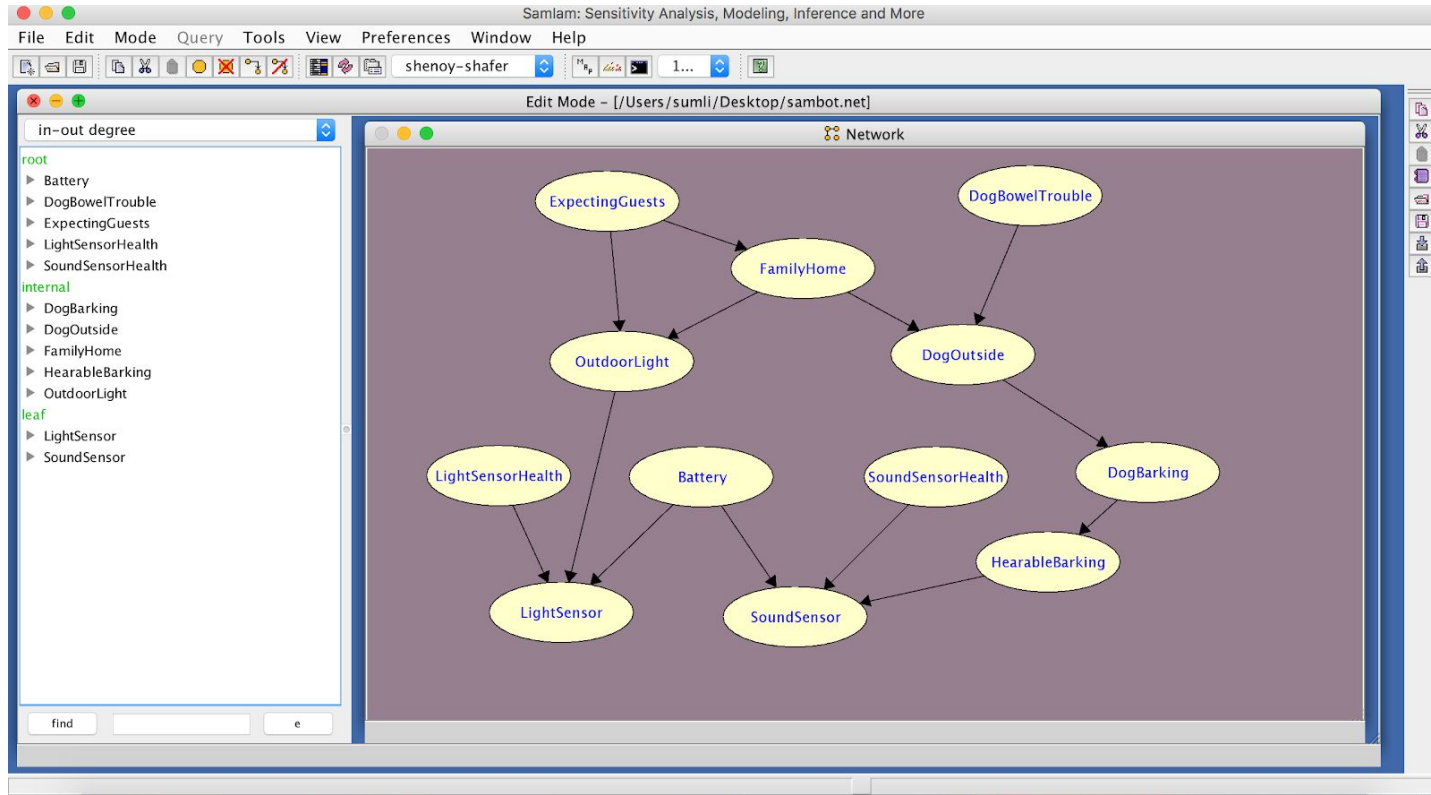 Samlam: Sensitivity Analysis, Modeling, Inference and More
File Edit Mode Query Tools View Preferences Window Help
shenoy-shafer 1...
Edit Mode – [/Users/sumli/Desktop/sambot.net]
in-out degree
root
Battery
DogBowelTrouble
ExpectingGuests
LightSensorHealth
SoundSensorHealth
internal
DogBarking
DogOutside
FamilyHome
HearableBarking
OutdoorLight
leaf
LightSensor
SoundSensor
find e
Network
ExpectingGuests
DogBowelTrouble
FamilyHome
OutdoorLight
DogOutside
LightSensorHealth
Battery
SoundSensorHealth
DogBarking
HearableBarking
LightSensor
SoundSensor